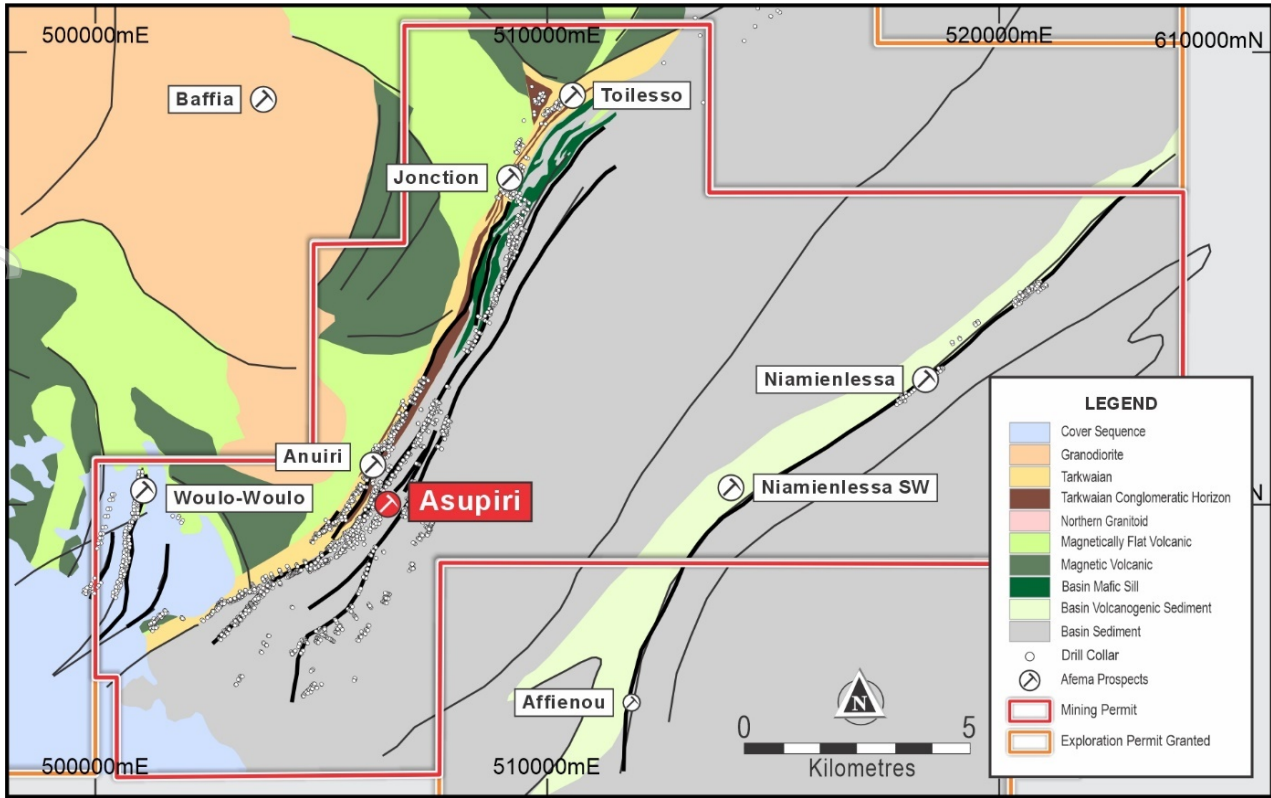 500000mE
510000mE
520000mE
610000mN
Baffia
Toilesso
Jonction
Niamienlessa
Anuiri
Woulo-Woulo
Asupiri
Niamienlessa SW
N
Affienou
N
0
5
Kilometres
500000mE
510000mE
LEGEND
Cover Sequence
Granodiorite
Tarkwaian
Tarkwaian Conglomeratic Horizon
Northern Granitoid
Magnetically Flat Volcanic
Magnetic Volcanic
Basin Mafic Sill
Basin Volcanogenic Sediment
Basin Sediment
Drill Collar
Afema Prospects
Mining Permit
Exploration Permit Granted